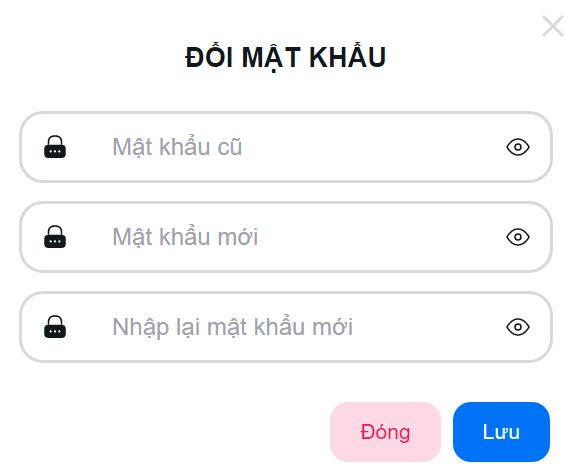 ĐỔI MẬT KHẨU
Mật khẩu cũ
Mật khẩu mới
Nhập lại mật khẩu mới
Đóng
Lưu